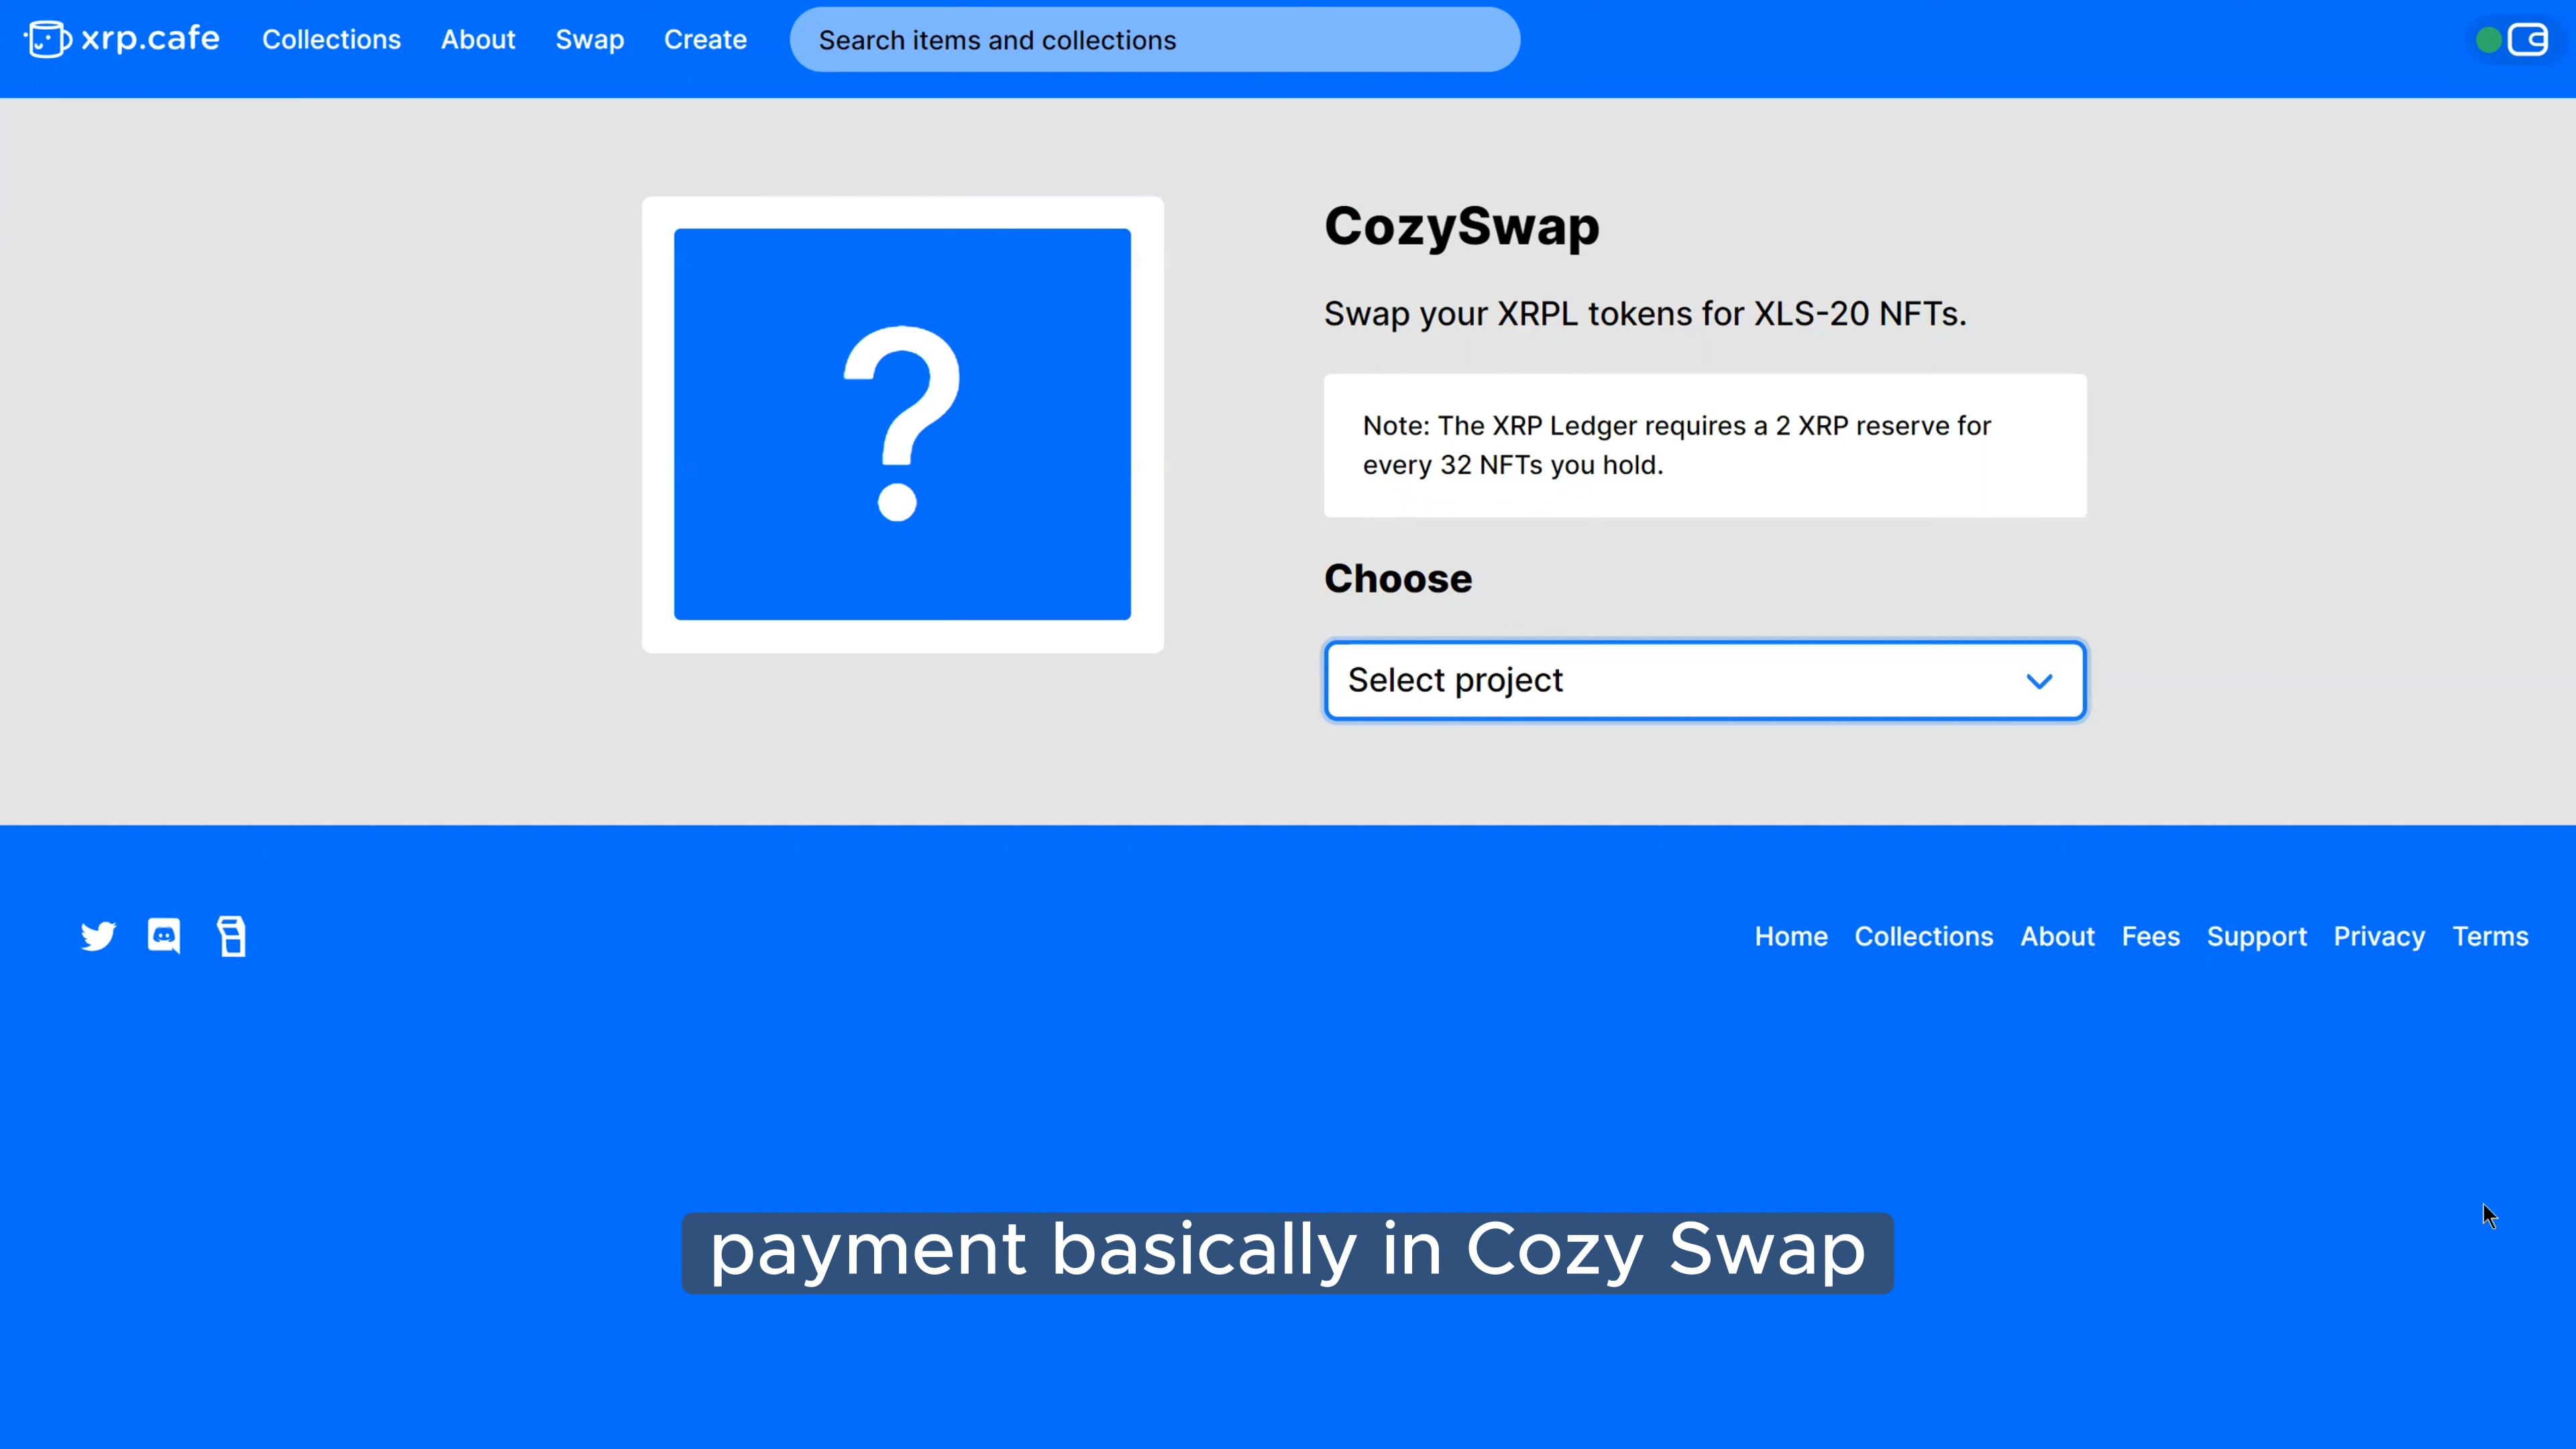 xrp.cafe Collections About Swap Create Search items and collections
?
CozySwap
Swap your XRPL tokens for XLS-20 NFTs.
Note: The XRP Ledger requires a 2 XRP reserve for
every 32 NFTs you hold.
Choose
Select project
Home Collections About Fees Support Privacy Terms
payment basically in Cozy Swap